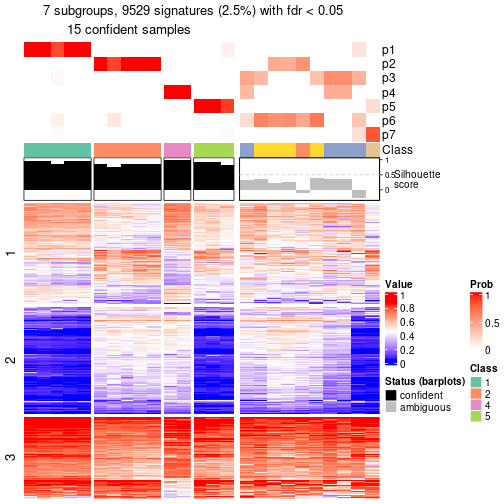 7 subgroups, 9529 signatures (2.5%) with fdr < 0.05
15 confident samples
p1
p2
p3
p4
p5
p6
p7
Class
1
0.5
0
Silhouette
score
1
2
3
Value
1
0.8
0.6
0.4
0.2
0
Status (barplots)
confident
ambiguous
Prob
1
0.5
0
Class
1
2
4
5